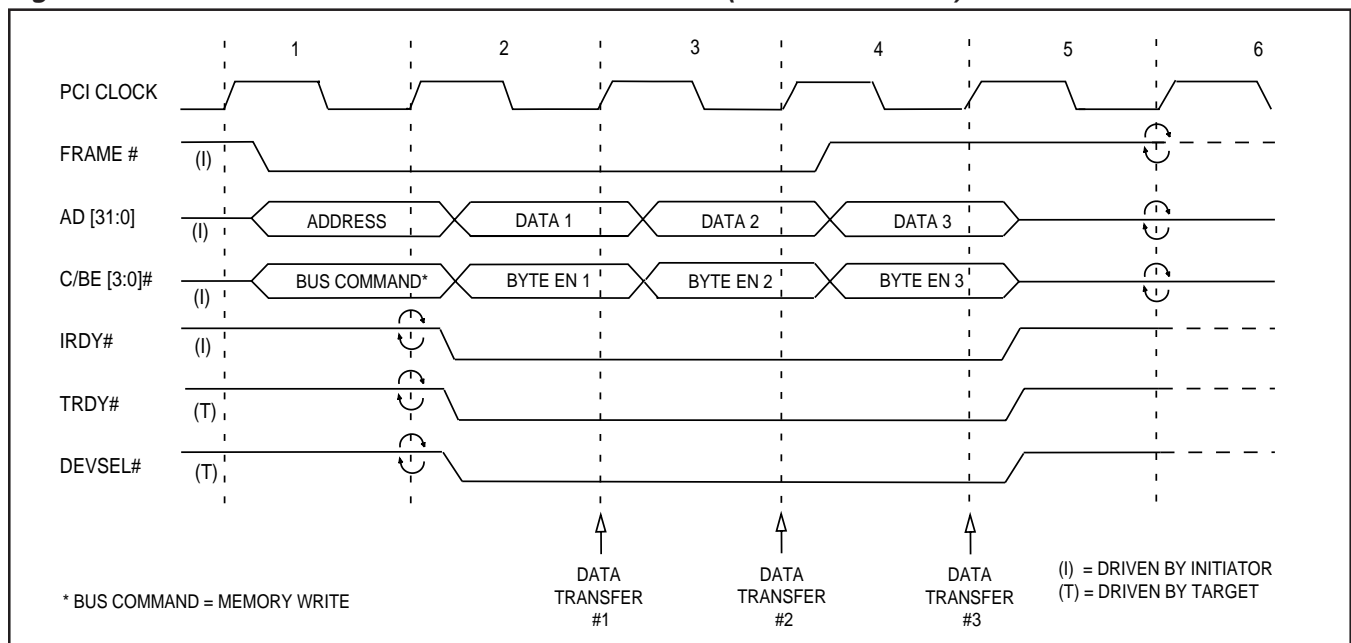 1 2 3 4 5 6
PCI CLOCK
FRAME # (I)
AD [31:0] (I) ADDRESS DATA 1 DATA 2 DATA 3
C/BE [3:0]# (I) BUS COMMAND* BYTE EN 1 BYTE EN 2 BYTE EN 3
IRDY# (I)
TRDY# (T)
DEVSEL# (T)
DATA TRANSFER #1
DATA TRANSFER #2
DATA TRANSFER #3
(I) = DRIVEN BY INITIATOR
(T) = DRIVEN BY TARGET
* BUS COMMAND = MEMORY WRITE